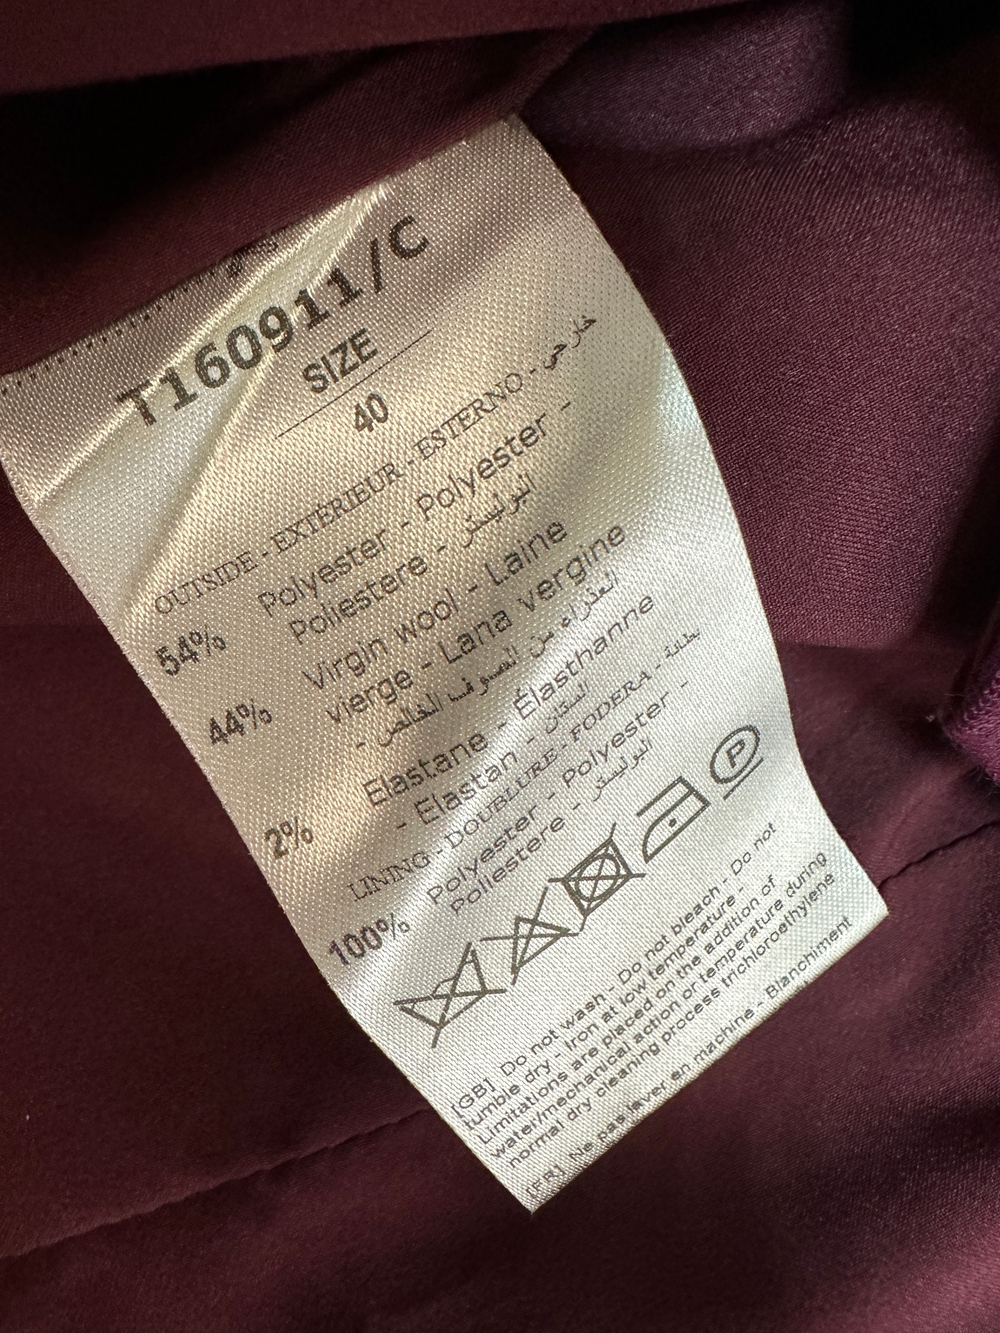 T160911/C
SIZE
40
OUTSIDE - EXTERIEUR - ESTERNO - خارجي
54% Polyester - Polyester -
Poliestere - البوليستر
44% Virgin wool - Laine
vierge - Lana vergine
- العذراء من الصوف الخالص
2% Elastane - Élasthanne
- Elastan -
LINING - DOUBLURE - FODERA - بطانة
100% Polyester - Polyester -
Poliestere - البوليستر
P
[GB] Do not wash - Do not bleach - Do not
tumble dry - Iron at low temperature -
Limitations are placed on the addition of
water/mechanical action or temperature during
normal dry cleaning process trichloroethylene
[FR] Ne pas laver en machine - Blanchiment